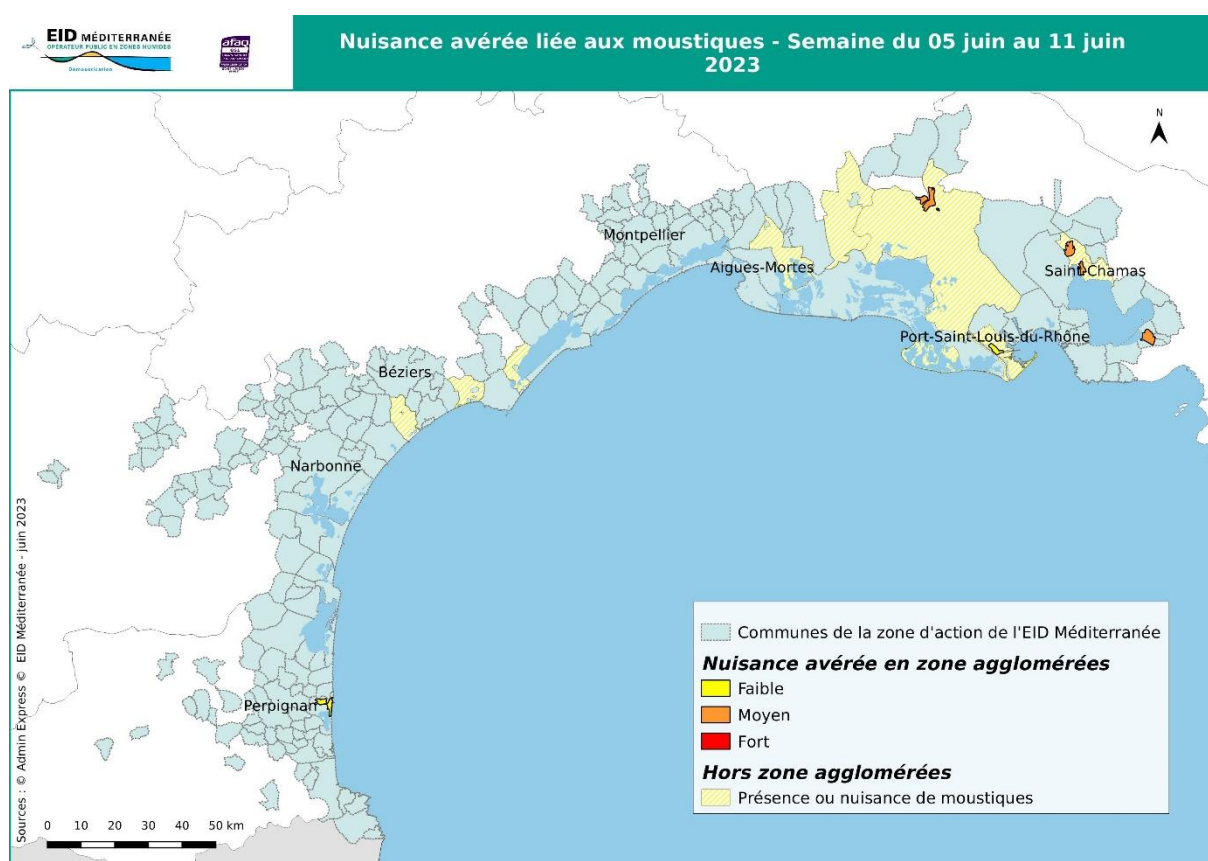 EID MÉDITERRANÉE
OPÉRATEUR PUBLIC EN ZONES HUMIDES
Démoustication
afaq
Nuisance avérée liée aux moustiques - Semaine du 05 juin au 11 juin
2023
N
Montpellier
Aigues-Mortes
Saint-Chamas
Port-Saint-Louis-du-Rhône
Béziers
Narbonne
Perpignan
Communes de la zone d'action de l'EID Méditerranée
Nuisance avérée en zone agglomérées
Faible
Moyen
Fort
Hors zone agglomérées
Présence ou nuisance de moustiques
0 10 20 30 40 50 km
Sources : © Admin Express © EID Méditerranée - juin 2023